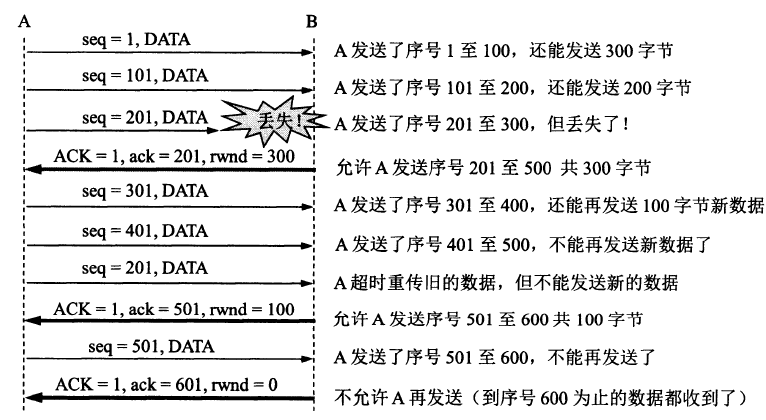 A B
seq = 1, DATA A 发送了序号 1 至 100，还能发送 300 字节
seq = 101, DATA A 发送了序号 101 至 200，还能发送 200 字节
seq = 201, DATA 丢失！ A 发送了序号 201 至 300，但丢失了！
ACK = 1, ack = 201, rwnd = 300 允许 A 发送序号 201 至 500 共 300 字节
seq = 301, DATA A 发送了序号 301 至 400，还能再发送 100 字节新数据
seq = 401, DATA A 发送了序号 401 至 500，不能再发送新数据了
seq = 201, DATA A 超时重传旧的数据，但不能发送新的数据
ACK = 1, ack = 501, rwnd = 100 允许 A 发送序号 501 至 600 共 100 字节
seq = 501, DATA A 发送了序号 501 至 600，不能再发送了
ACK = 1, ack = 601, rwnd = 0 不允许 A 再发送（到序号 600 为止的数据都收到了）